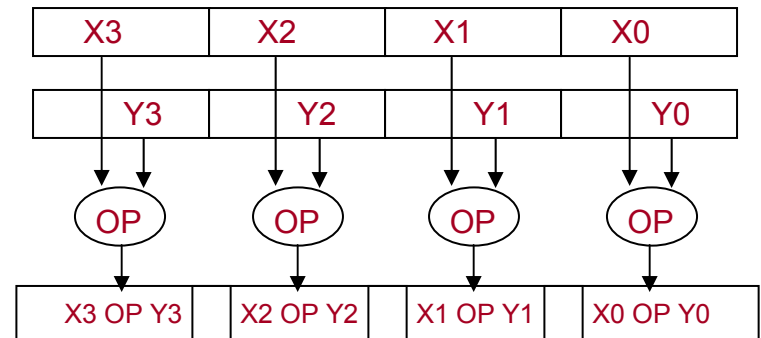 X3 X2 X1 X0
Y3 Y2 Y1 Y0
OP OP OP OP
X3 OP Y3 X2 OP Y2 X1 OP Y1 X0 OP Y0